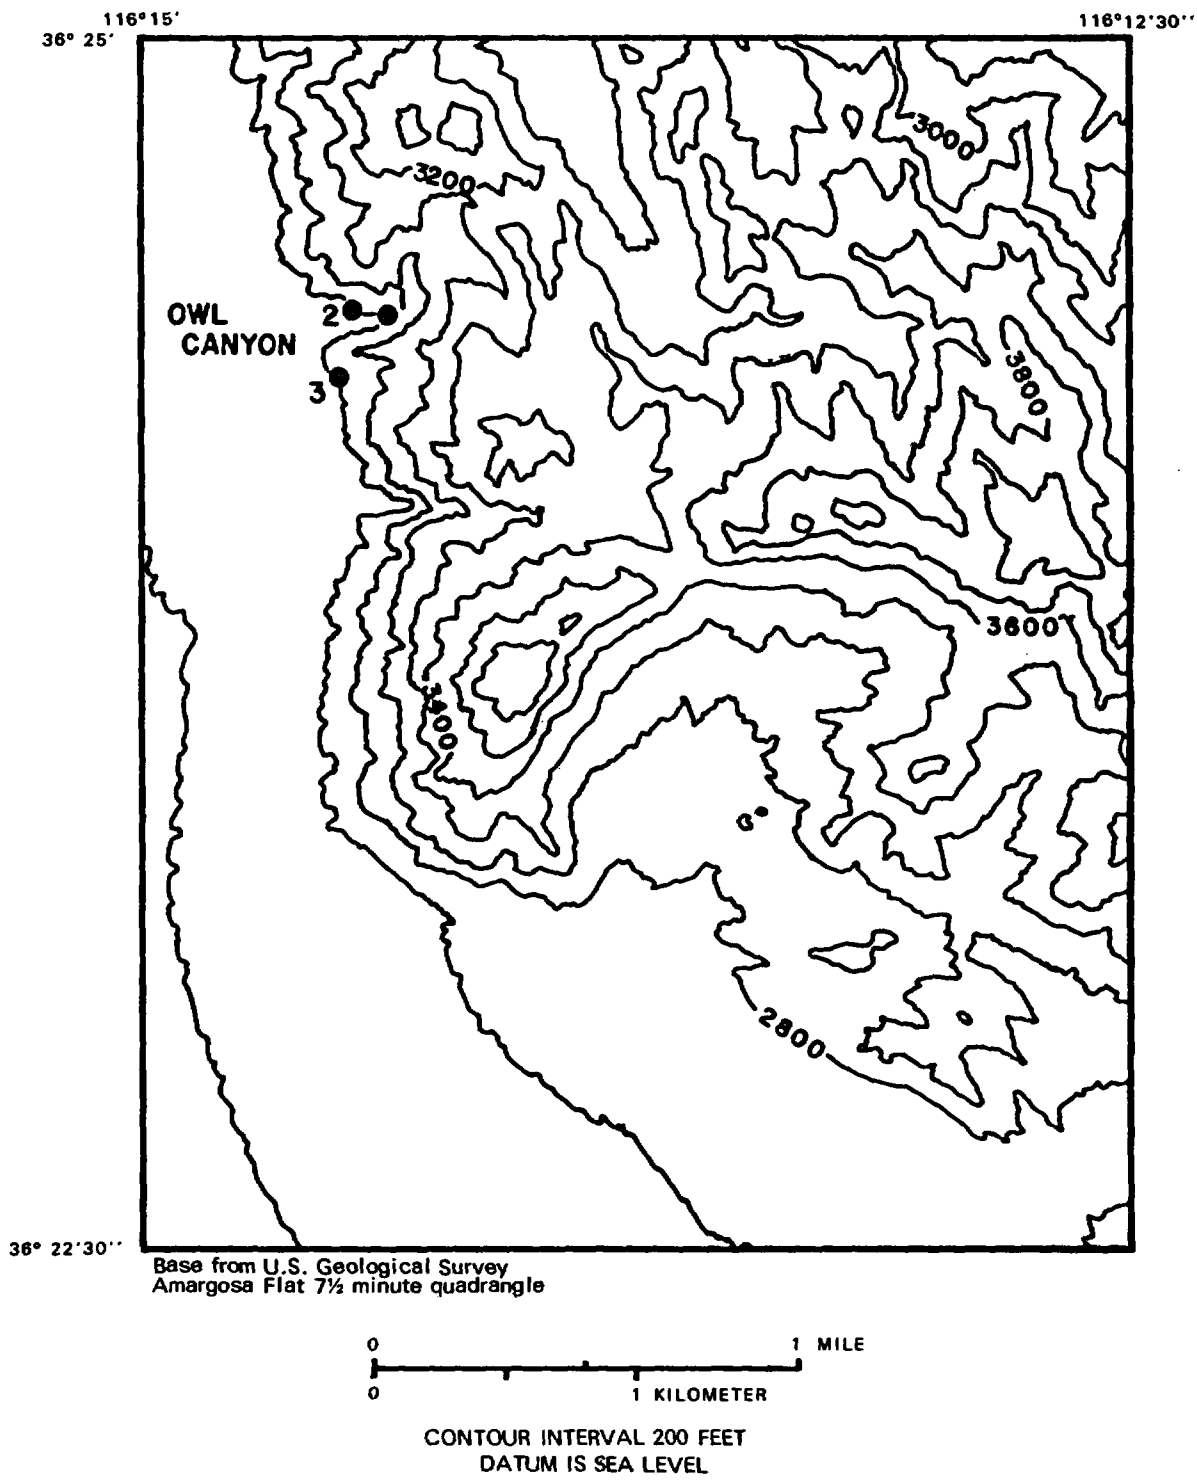 116° 15'
116° 12' 30''
36° 25'
3000
3200
OWL
CANYON
2
3
3800
3600
3400
2800
36° 22' 30''
Base from U.S. Geological Survey
Amargosa Flat 7½ minute quadrangle
0 1 MILE
0 1 KILOMETER
CONTOUR INTERVAL 200 FEET
DATUM IS SEA LEVEL